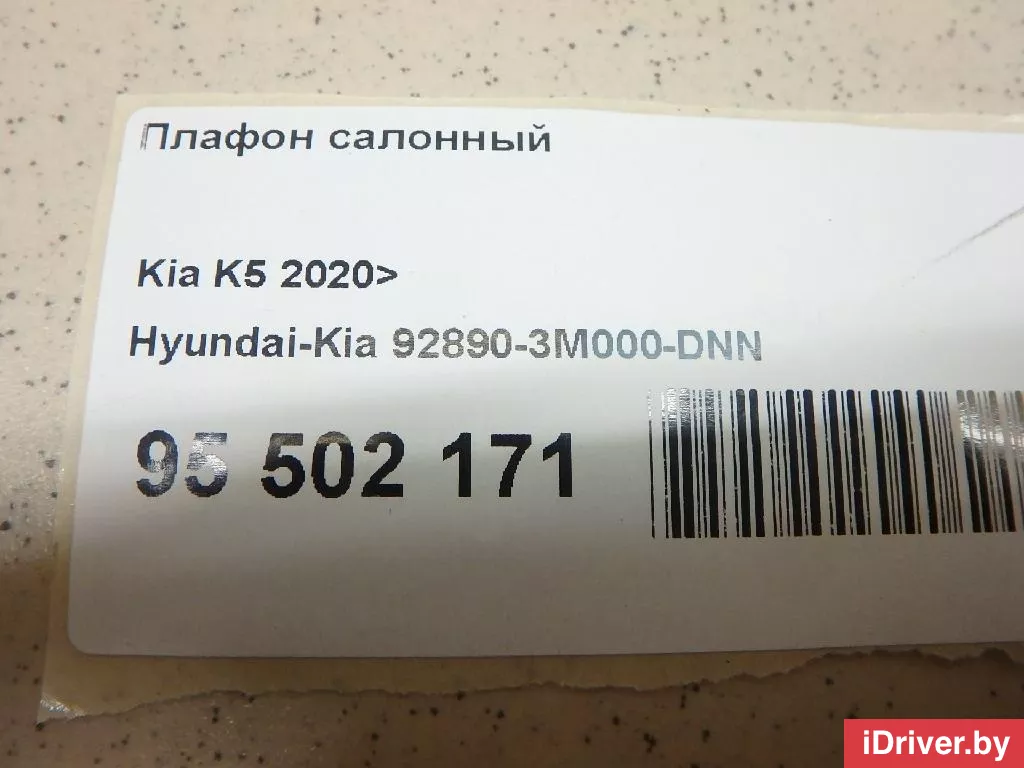 Плафон салонный
Kia K5 2020>
Hyundai-Kia 92890-3M000-DNN
95 502 171
iDriver.by